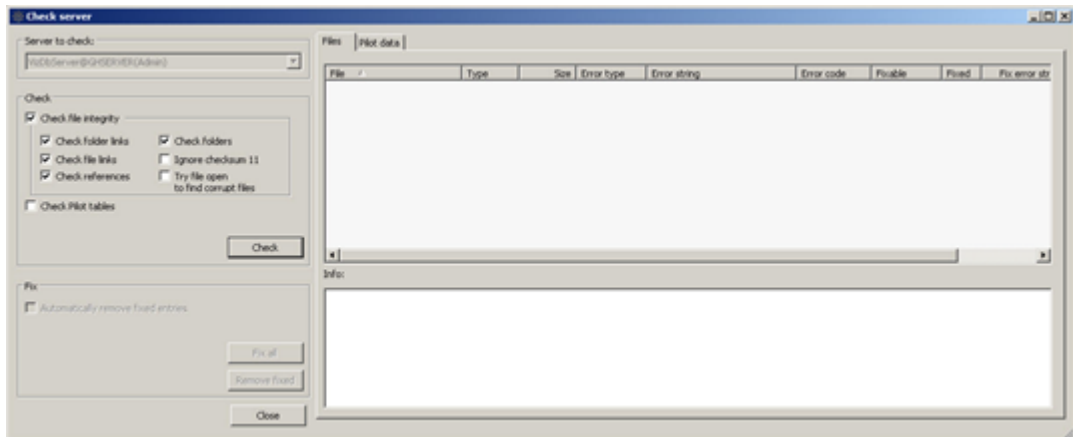 Check server
Server to check:
VizDbServer@GHSERVER(Admin)
Check
Check file integrity
Check folder links
Check folders
Check file links
Ignore checksum 11
Check references
Try file open
to find corrupt files
Check Pilot tables
Check
Fix
Automatically remove fixed entries
Fix all
Remove fixed
Close
Files
Pilot data
File
Type
Size
Error type
Error string
Error code
Fixable
Fixed
Fix error str
Info: